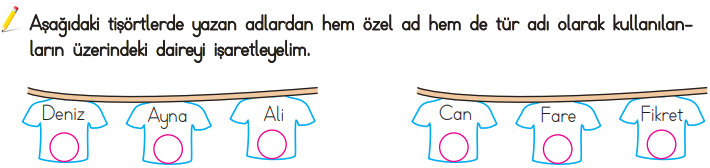 Aşağıdaki tişörtlerde yazan adlardan hem özel ad hem de tür adı olarak kullanılan-
ların üzerindeki daireyi işaretleyelim.
Deniz Ayna Ali Can Fare Fikret